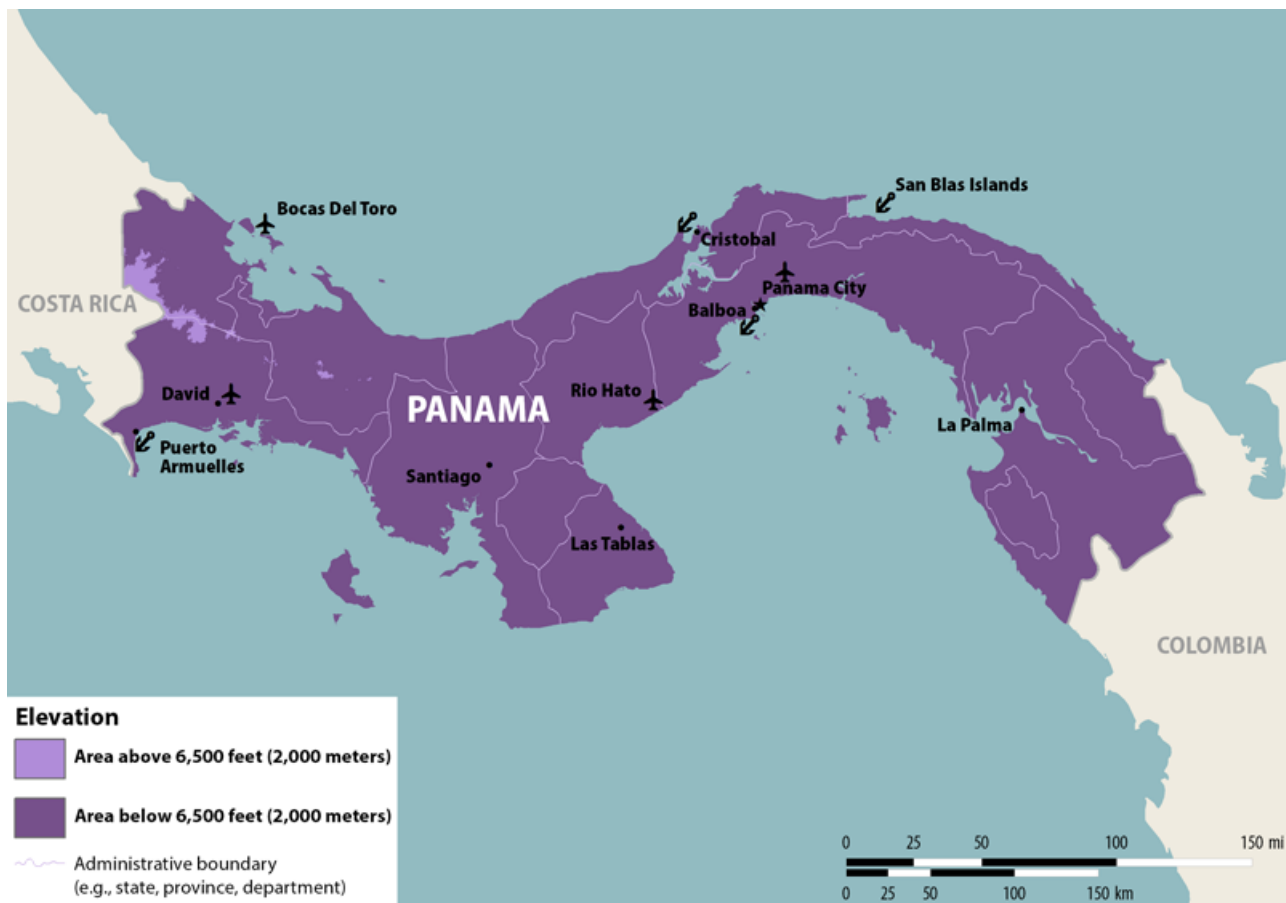 Bocas Del Toro
San Blas Islands
Cristobal
COSTA RICA
Panama City
Balboa
David
PANAMA
Rio Hato
La Palma
Puerto
Armuelles
Santiago
Las Tablas
COLOMBIA
Elevation
Area above 6,500 feet (2,000 meters)
Area below 6,500 feet (2,000 meters)
Administrative boundary
(e.g., state, province, department)
0 25 50 100 150 mi
0 25 50 100 150 km